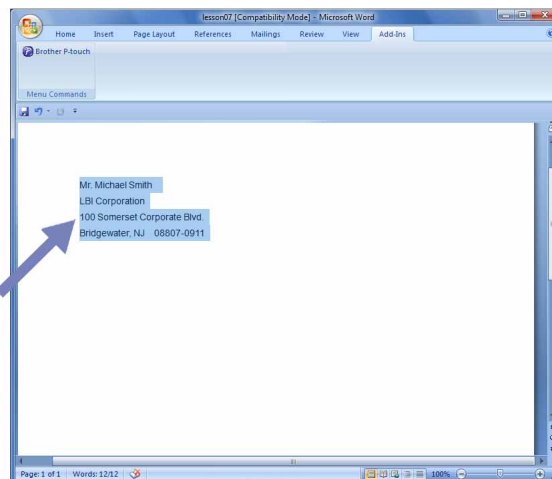 lesson07 [Compatibility Mode] - Microsoft Word
Home Insert Page Layout References Mailings Review View Add-Ins
Brother P-touch
Menu Commands
Mr. Michael Smith
LBI Corporation
100 Somerset Corporate Blvd.
Bridgewater, NJ 08807-0911
Page: 1 of 1 Words: 12/12 100%